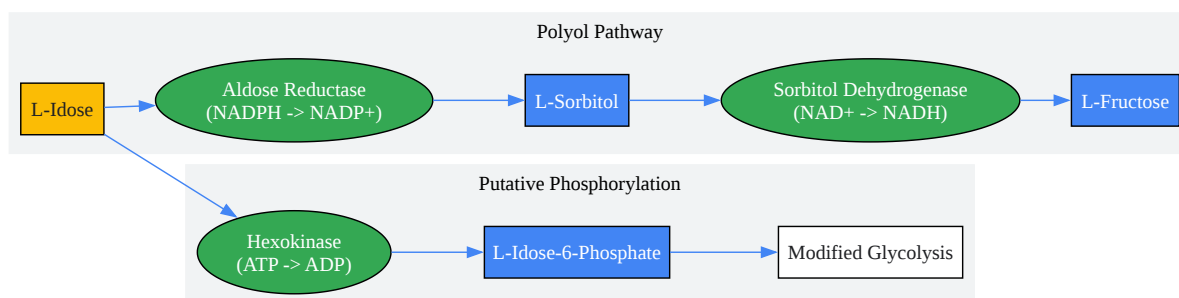 Polyol Pathway
L-Idose
Aldose Reductase
(NADPH -> NADP+)
L-Sorbitol
Sorbitol Dehydrogenase
(NAD+ -> NADH)
L-Fructose
Putative Phosphorylation
Hexokinase
(ATP -> ADP)
L-Idose-6-Phosphate
Modified Glycolysis